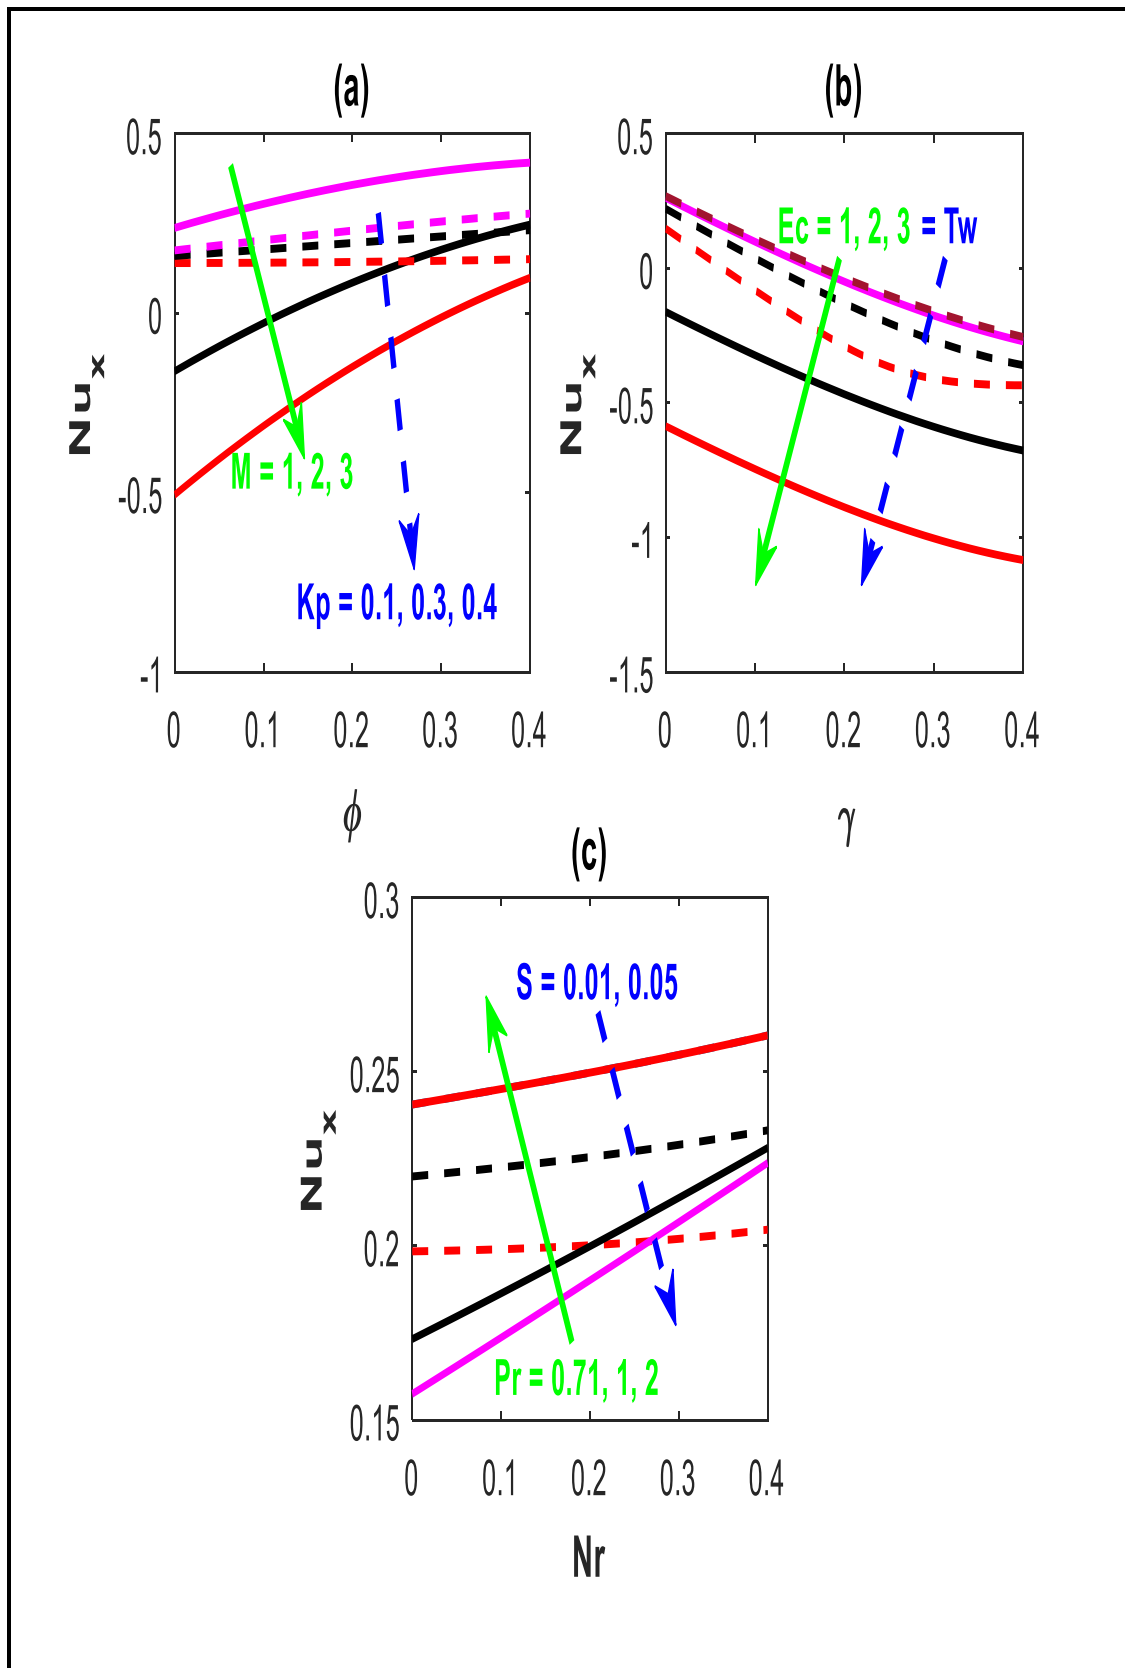 (a)
0.5
0
-0.5
-1
Nu_x
M = 1, 2, 3
Kp = 0.1, 0.3, 0.4
0 0.1 0.2 0.3 0.4
ϕ
(b)
0.5
0
-0.5
-1
-1.5
Nu_x
Ec = 1, 2, 3 = Tw
0 0.1 0.2 0.3 0.4
γ
(c)
0.3
0.25
0.2
0.15
Nu_x
S = 0.01, 0.05
Pr = 0.71, 1, 2
0 0.1 0.2 0.3 0.4
Nr